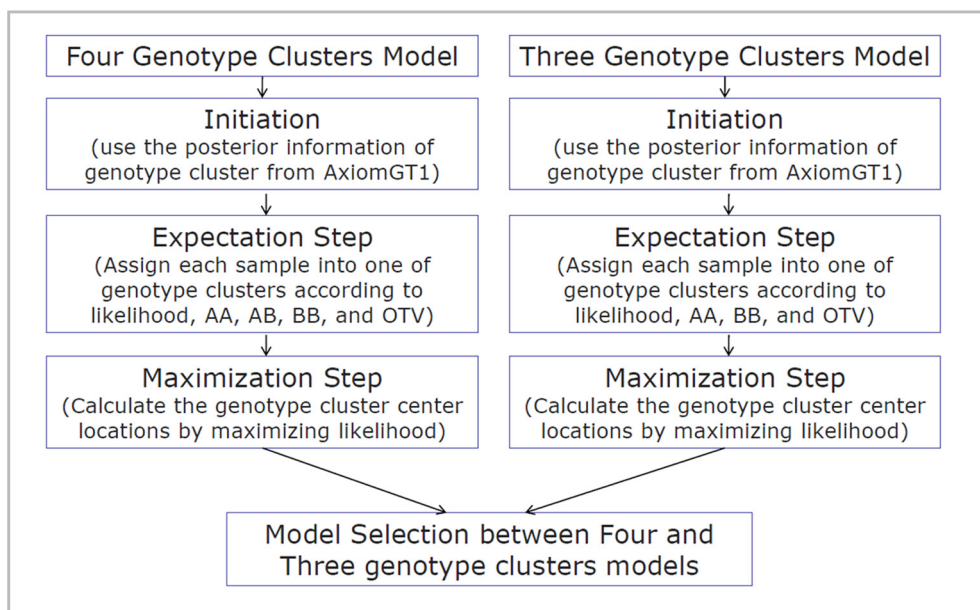 Four Genotype Clusters Model
Initiation
(use the posterior information of
genotype cluster from AxiomGT1)
Expectation Step
(Assign each sample into one of
genotype clusters according to
likelihood, AA, AB, BB, and OTV)
Maximization Step
(Calculate the genotype cluster center
locations by maximizing likelihood)
Three Genotype Clusters Model
Initiation
(use the posterior information of
genotype cluster from AxiomGT1)
Expectation Step
(Assign each sample into one of
genotype clusters according to
likelihood, AA, BB, and OTV)
Maximization Step
(Calculate the genotype cluster center
locations by maximizing likelihood)
Model Selection between Four and
Three genotype clusters models